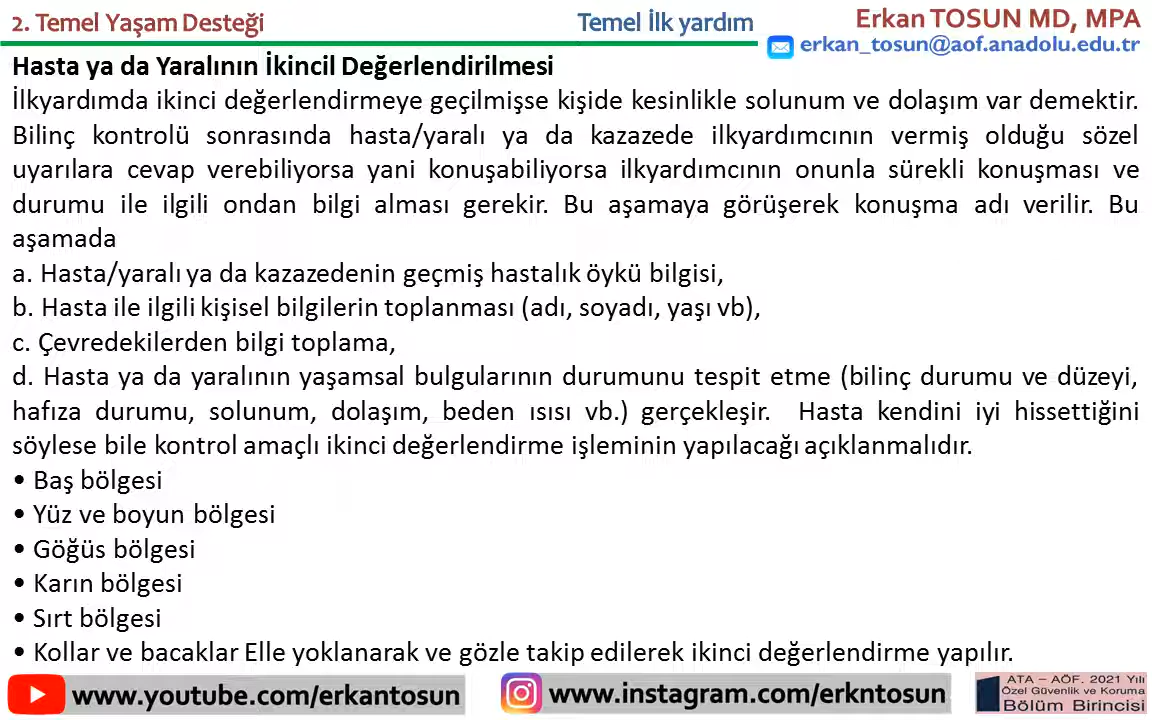 2. Temel Yaşam Desteği
Temel İlk yardım
Erkan TOSUN MD, MPA
erkan_tosun@aof.anadolu.edu.tr
Hasta ya da Yaralının İkincil Değerlendirilmesi
İlkyardımda ikinci değerlendirmeye geçilmişse kişide kesinlikle solunum ve dolaşım var demektir.
Bilinç kontrolü sonrasında hasta/yaralı ya da kazazede ilkyardımcının vermiş olduğu sözel
uyarılara cevap verebiliyorsa yani konuşabiliyorsa ilkyardımcının onunla sürekli konuşması ve
durumu ile ilgili ondan bilgi alması gerekir. Bu aşamaya görüşerek konuşma adı verilir. Bu
aşamada
a. Hasta/yaralı ya da kazazedenin geçmiş hastalık öykü bilgisi,
b. Hasta ile ilgili kişisel bilgilerin toplanması (adı, soyadı, yaşı vb),
c. Çevredekilerden bilgi toplama,
d. Hasta ya da yaralının yaşamsal bulgularının durumunu tespit etme (bilinç durumu ve düzeyi,
hafıza durumu, solunum, dolaşım, beden ısısı vb.) gerçekleşir. Hasta kendini iyi hissettiğini
söylese bile kontrol amaçlı ikinci değerlendirme işleminin yapılacağı açıklanmalıdır.
• Baş bölgesi
• Yüz ve boyun bölgesi
• Göğüs bölgesi
• Karın bölgesi
• Sırt bölgesi
• Kollar ve bacaklar Elle yoklanarak ve gözle takip edilerek ikinci değerlendirme yapılır.
www.youtube.com/erkantosun
www.instagram.com/erkntosun
ATA – AÖF. 2021 Yılı
Özel Güvenlik ve Koruma
Bölüm Birincisi